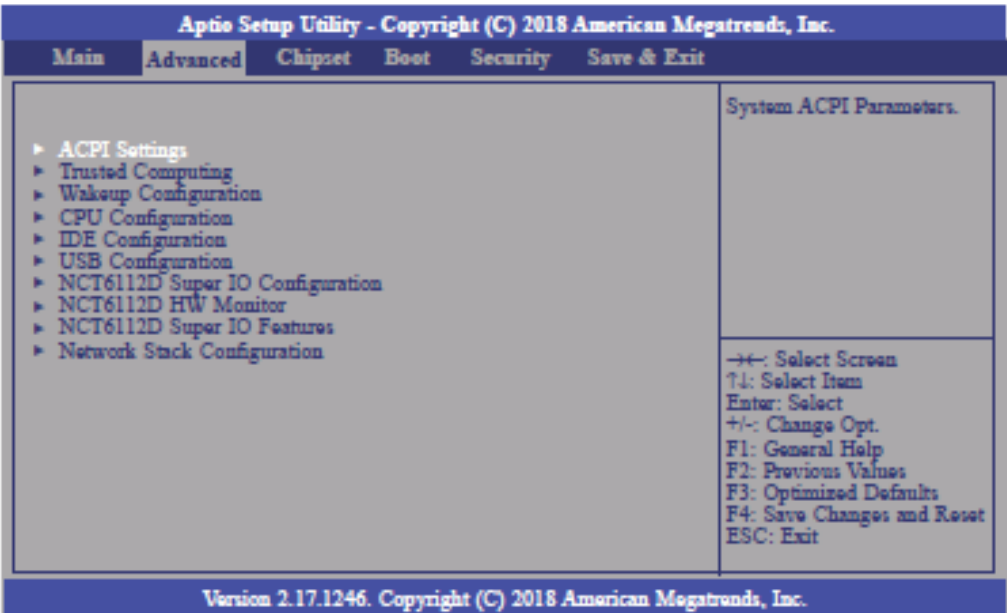 Aptio Setup Utility - Copyright (C) 2018 American Megatrends, Inc.
Main Advanced Chipset Boot Security Save & Exit
► ACPI Settings
► Trusted Computing
► Wakeup Configuration
► CPU Configuration
► IDE Configuration
► USB Configuration
► NCT6112D Super IO Configuration
► NCT6112D HW Monitor
► NCT6112D Super IO Features
► Network Stack Configuration
System ACPI Parameters.
→←: Select Screen
↑↓: Select Item
Enter: Select
+/-: Change Opt.
F1: General Help
F2: Previous Values
F3: Optimized Defaults
F4: Save Changes and Reset
ESC: Exit
Version 2.17.1246. Copyright (C) 2018 American Megatrends, Inc.